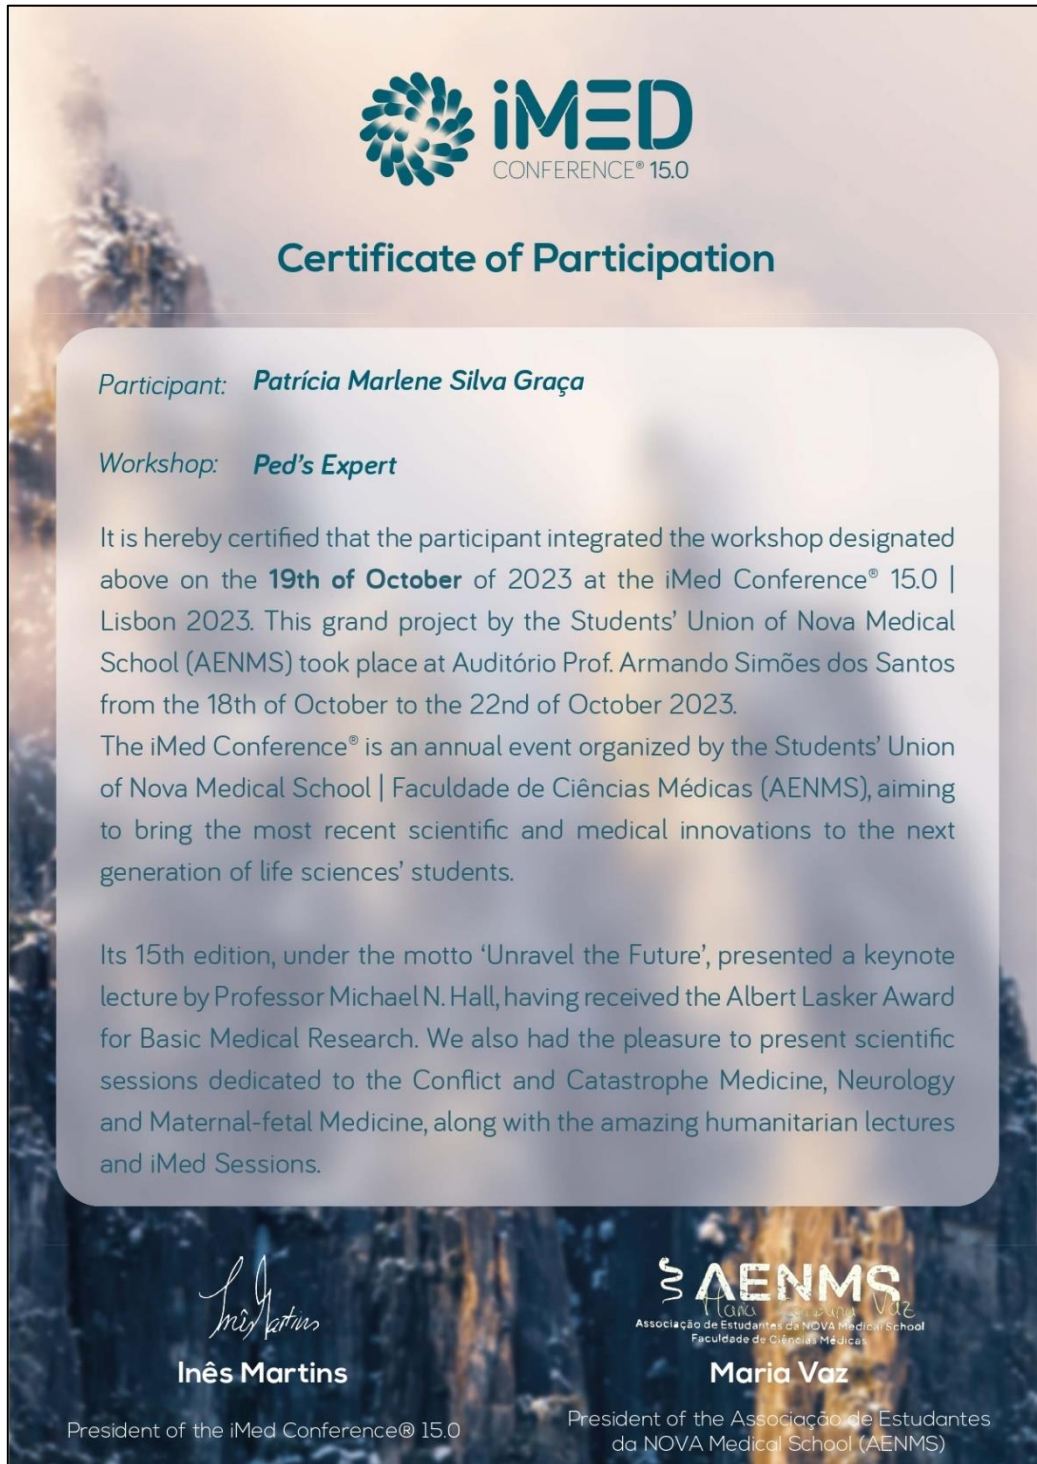 iMED
CONFERENCE® 15.0
Certificate of Participation
Participant: Patrícia Marlene Silva Graça
Workshop: Ped's Expert
It is hereby certified that the participant integrated the workshop designated
above on the 19th of October of 2023 at the iMed Conference® 15.0 |
Lisbon 2023. This grand project by the Students' Union of Nova Medical
School (AENMS) took place at Auditório Prof. Armando Simões dos Santos
from the 18th of October to the 22nd of October 2023.
The iMed Conference® is an annual event organized by the Students' Union
of Nova Medical School | Faculdade de Ciências Médicas (AENMS), aiming
to bring the most recent scientific and medical innovations to the next
generation of life sciences' students.
Its 15th edition, under the motto 'Unravel the Future', presented a keynote
lecture by Professor Michael N. Hall, having received the Albert Lasker Award
for Basic Medical Research. We also had the pleasure to present scientific
sessions dedicated to the Conflict and Catastrophe Medicine, Neurology
and Maternal-fetal Medicine, along with the amazing humanitarian lectures
and iMed Sessions.
Inês Martins
AENMS
Maria Vaz
Associação de Estudantes da NOVA Medical School
Faculdade de Ciências Médicas
Inês Martins
Maria Vaz
President of the iMed Conference® 15.0
President of the Associação de Estudantes
da NOVA Medical School (AENMS)